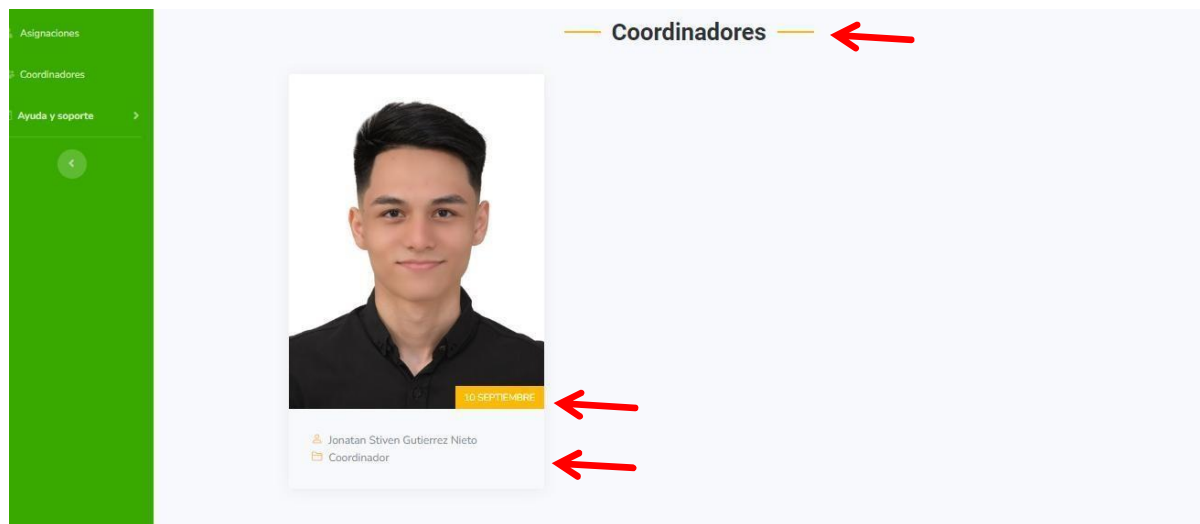 Asignaciones
Coordinadores
Coordinadores
Ayuda y soporte
10 SEPTIEMBRE
Jonatan Stiven Gutierrez Nieto
Coordinador